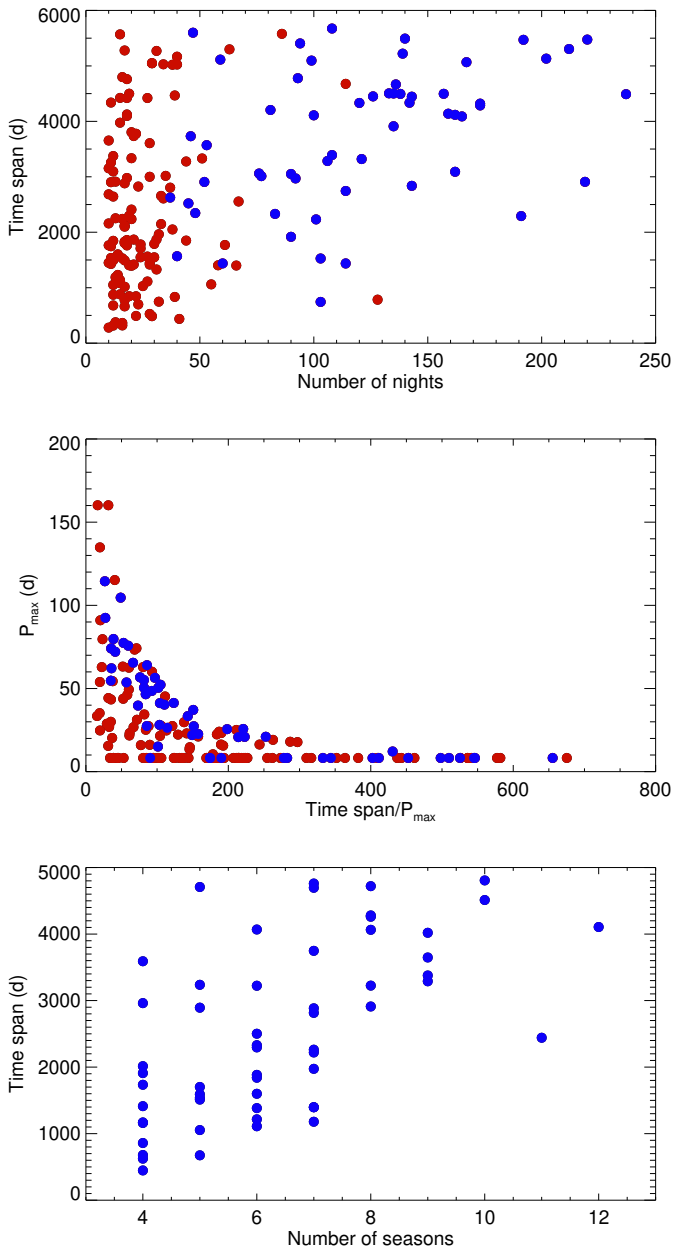 6000
4000
2000
0
Time span (d)
0 50 100 150 200 250
Number of nights
200
150
100
50
0
P_max (d)
0 200 400 600 800
Time span/P_max
5000
4000
3000
2000
1000
0
Time span (d)
4 6 8 10 12
Number of seasons